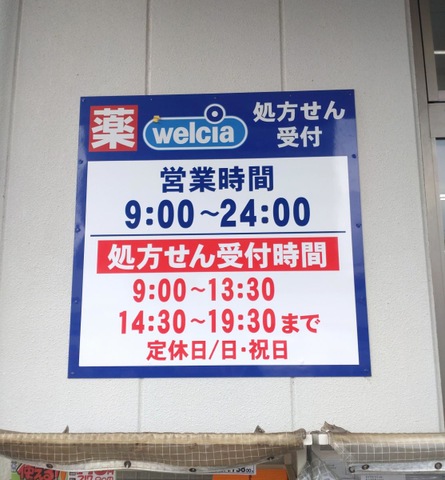 薬 welcia 処方せん
受付
営業時間
9:00～24:00
処方せん受付時間
9:00～13:30
14:30～19:30まで
定休日/日・祝日